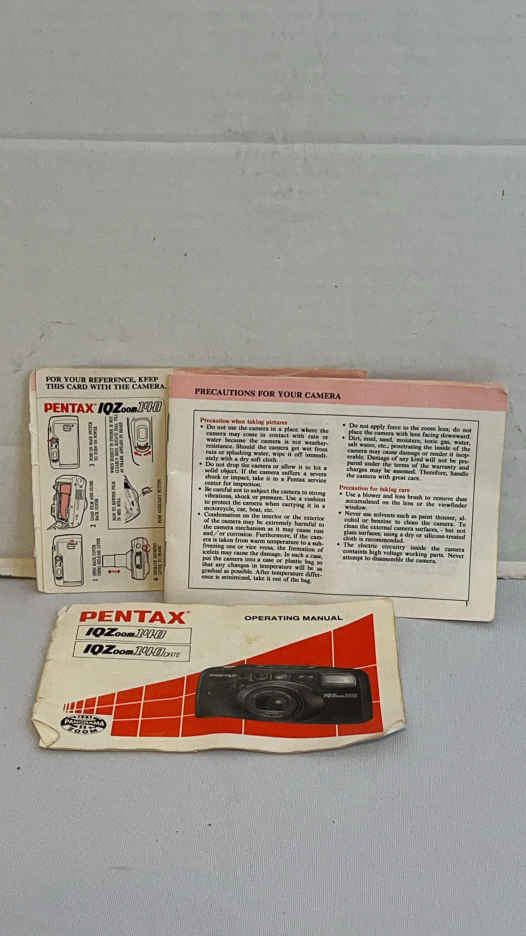 FOR YOUR REFERENCE, KEEP
THIS CARD WITH THE CAMERA.
PENTAX IQZoom140
PRECAUTIONS FOR YOUR CAMERA
Precaution when taking pictures
• Do not use the camera in a place where the
camera may come in contact with rain or
water because the camera is not weather-
resistance. Should the camera get wet from
rain or splashing water, wipe it off immedi-
ately with a dry soft cloth.
• Do not drop the camera or allow it to hit a
solid object. If the camera suffers a severe
shock or impact, take it to a Pentax service
center for inspection.
• Be careful not to subject the camera to strong
vibrations, shock or pressure. Use a cushion
to protect the camera when carrying it in a
motorcycle, car, boat, etc.
• Condensation on the interior or the exterior
of the camera may be extremely harmful to
the camera mechanism as it may cause rust
and/or corrosion. Furthermore, if the cam-
era is taken from warm temperature to a sub-
freezing one or vice versa, the formation of
icelets may cause the damage. In such a case,
put the camera into a case or plastic bag so
that any changes in temperature will be as
gradual as possible. After temperature differ-
ence is minimized, take it out of the bag.
• Do not apply force to the zoom lens; do not
place the camera with lens facing downward.
• Dirt, mud, sand, moisture, toxic gas, water,
salt water, etc., penetrating the inside of the
camera may cause damage or render it inop-
erable. Damage of any kind will not be pre-
pared under the terms of the warranty and
charges may be assessed. Therefore, handle
the camera with great care.
Precaution for taking care
• Use a blower and lens brush to remove dust
accumulated on the lens or the viewfinder
window.
• Never use solvents such as paint thinner, al-
cohol or benzine to clean the camera. To
clean the external camera surfaces, - but not
glass surfaces, using a dry or silicone-treated
cloth is recommended.
• The electric circuitry inside the camera
contains high voltage working parts. Never
attempt to disassemble the camera.
1
PENTAX
OPERATING MANUAL
IQZoom140
IQZoom140DATE
PANORAMA
ZOOM
PENTAX